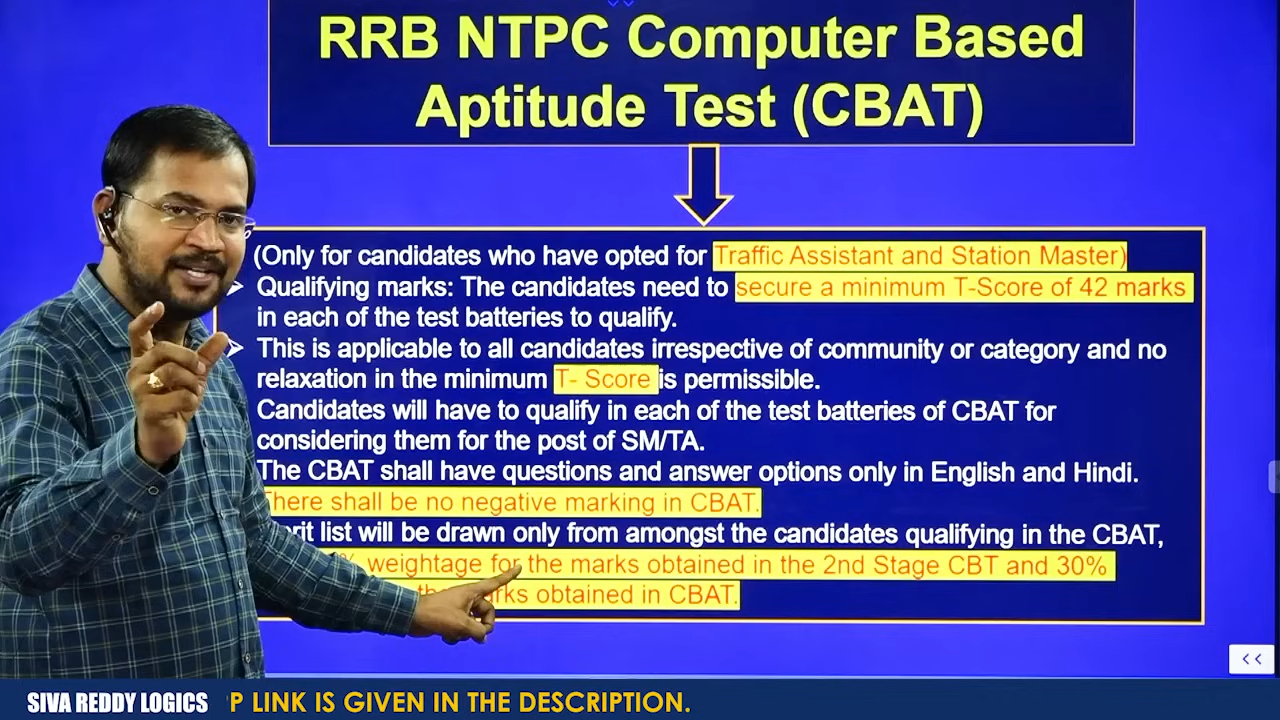 RRB NTPC Computer Based
Aptitude Test (CBAT)
(Only for candidates who have opted for Traffic Assistant and Station Master)
Qualifying marks: The candidates need to secure a minimum T-Score of 42 marks
in each of the test batteries to qualify.
This is applicable to all candidates irrespective of community or category and no
relaxation in the minimum T- Score is permissible.
Candidates will have to qualify in each of the test batteries of CBAT for
considering them for the post of SM/TA.
The CBAT shall have questions and answer options only in English and Hindi.
There shall be no negative marking in CBAT.
list will be drawn only from amongst the candidates qualifying in the CBAT,
weightage for the marks obtained in the 2nd Stage CBT and 30%
obtained in CBAT.
<<
SIVA REDDY LOGICS P LINK IS GIVEN IN THE DESCRIPTION.